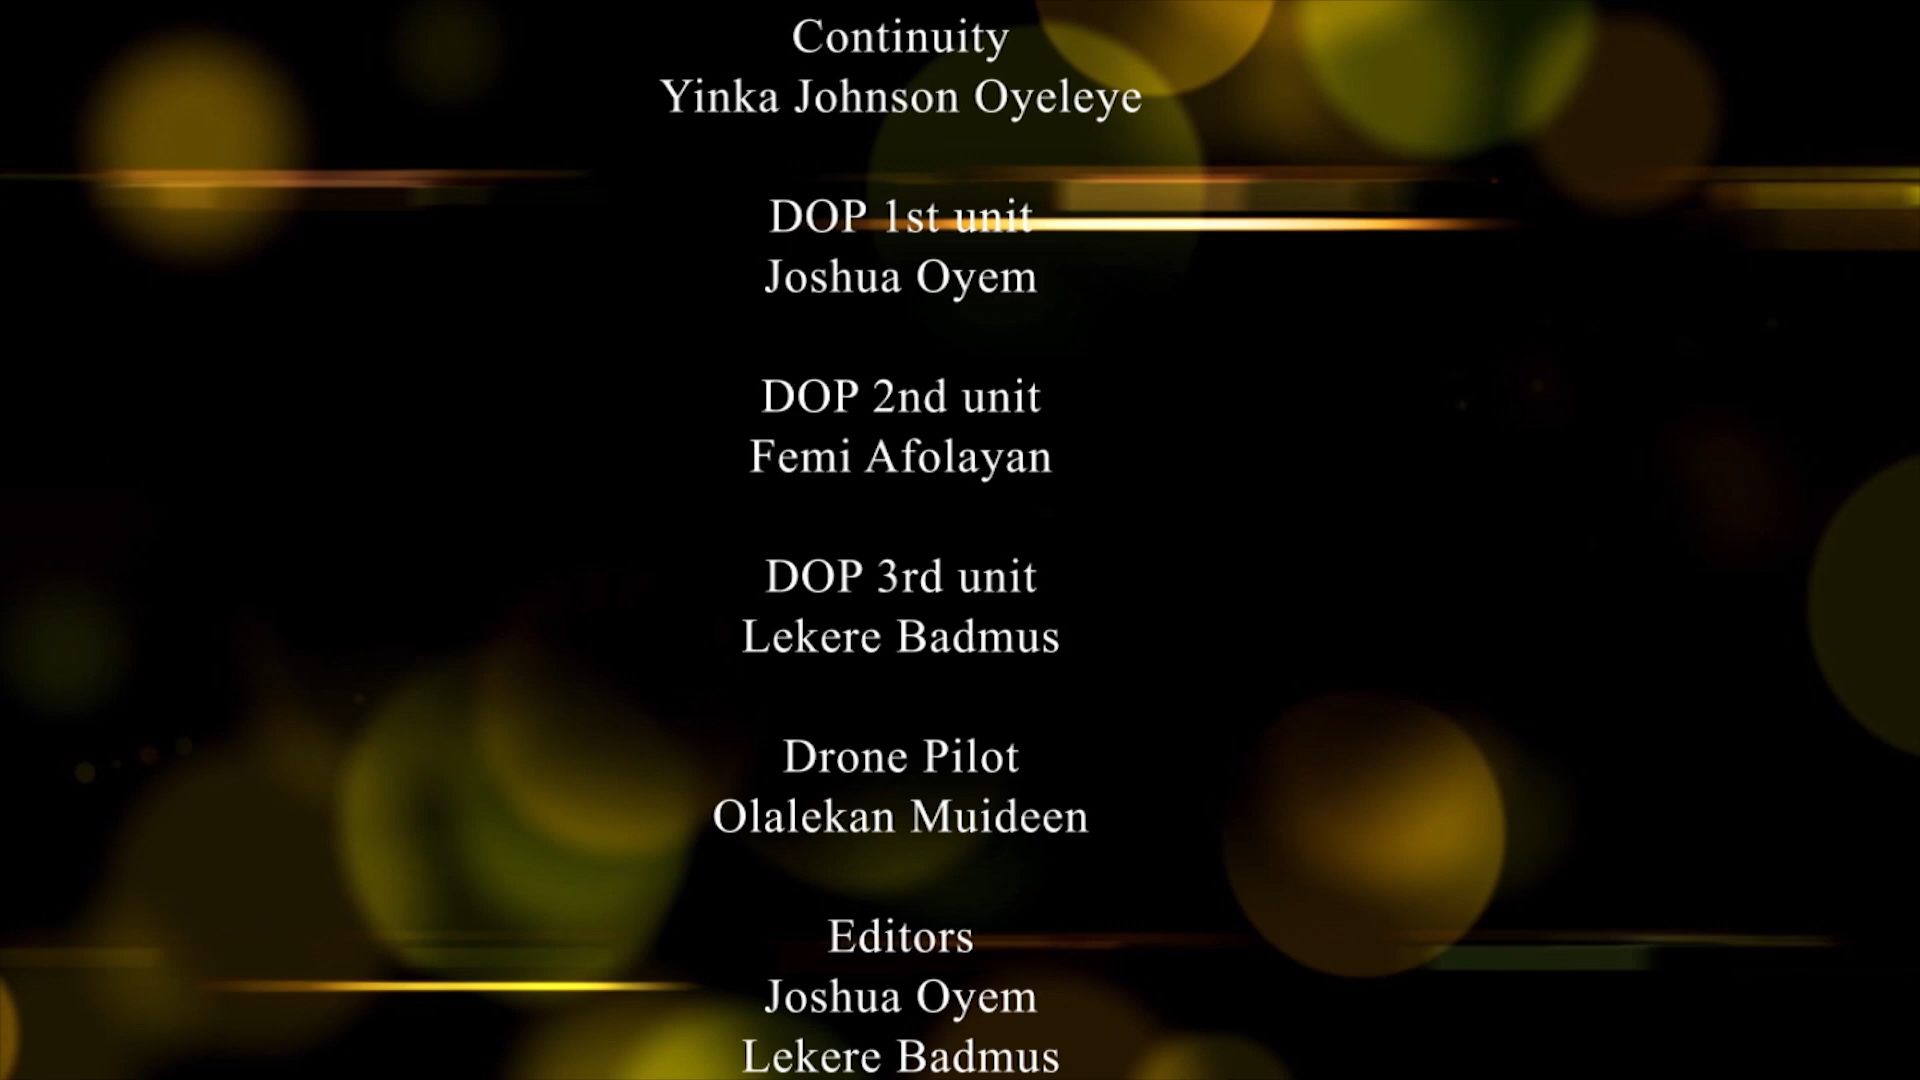 Continuity
Yinka Johnson Oyeleye
DOP 1st unit
Joshua Oyem
DOP 2nd unit
Femi Afolayan
DOP 3rd unit
Lekere Badmus
Drone Pilot
Olalekan Muideen
Editors
Joshua Oyem
Lekere Badmus